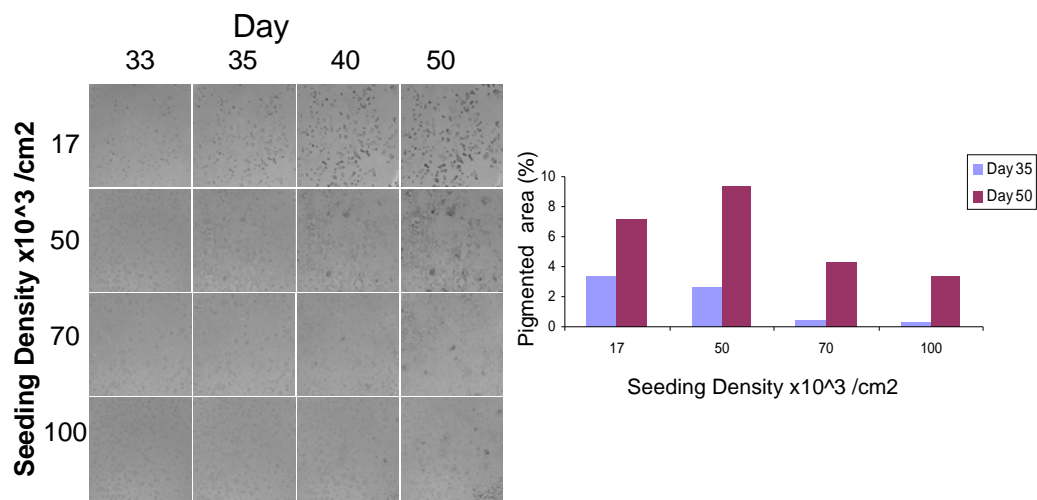 Day
33 35 40 50
Seeding Density x10^3 /cm2
17
50
70
100
Day 35
Day 50
Pigmented area (%)
10
8
6
4
2
0
17 50 70 100
Seeding Density x10^3 /cm2